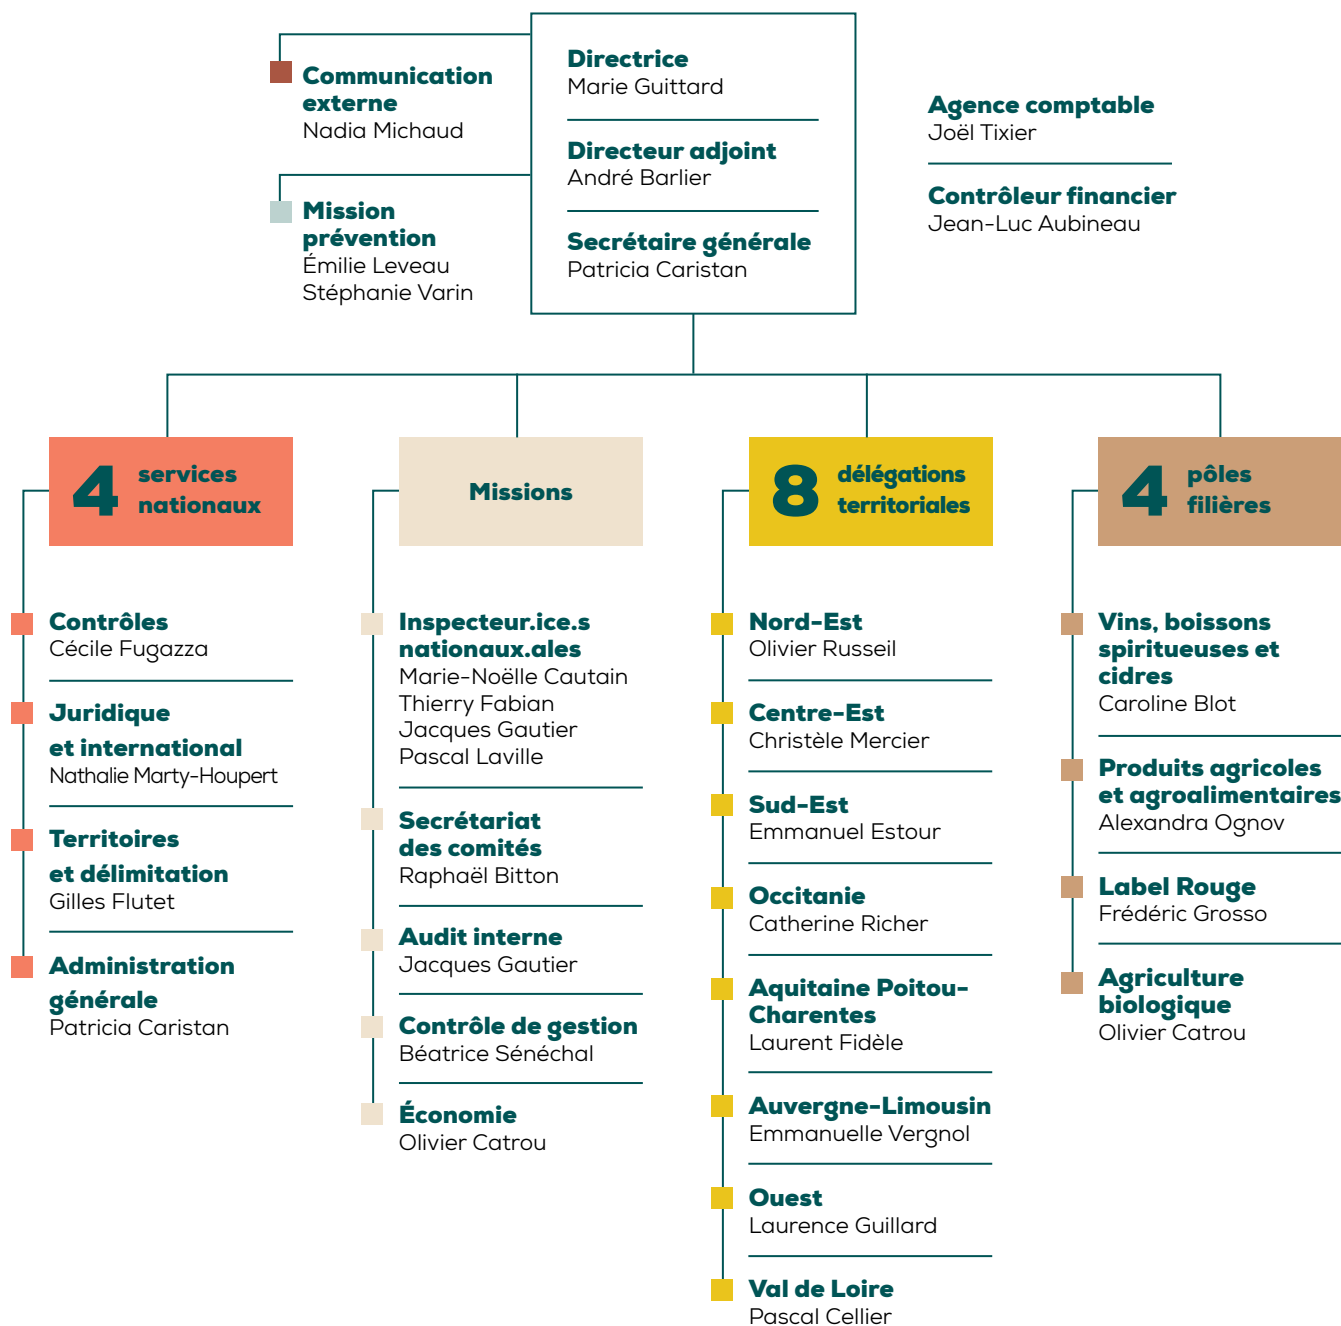 Communication
externe
Nadia Michaud
Mission
prévention
Émilie Leveau
Stéphanie Varin
Directrice
Marie Guittard
Directeur adjoint
André Barlier
Secrétaire générale
Patricia Caristan
Agence comptable
Joël Tixier
Contrôleur financier
Jean-Luc Aubineau
4 services
nationaux
Contrôles
Cécile Fugazza
Juridique
et international
Nathalie Marty-Houpert
Territoires
et délimitation
Gilles Flutet
Administration
générale
Patricia Caristan
Missions
Inspecteur.ice.s
nationaux.ales
Marie-Noëlle Cautain
Thierry Fabian
Jacques Gautier
Pascal Laville
Secrétariat
des comités
Raphaël Bitton
Audit interne
Jacques Gautier
Contrôle de gestion
Béatrice Sénéchal
Économie
Olivier Catrou
8 délégations
territoriales
Nord-Est
Olivier Russeil
Centre-Est
Christèle Mercier
Sud-Est
Emmanuel Estour
Occitanie
Catherine Richer
Aquitaine Poitou-
Charentes
Laurent Fidèle
Auvergne-Limousin
Emmanuelle Vergnol
Ouest
Laurence Guillard
Val de Loire
Pascal Cellier
4 pôles
filières
Vins, boissons
spiritueuses et
cidres
Caroline Blot
Produits agricoles
et agroalimentaires
Alexandra Ognov
Label Rouge
Frédéric Grosso
Agriculture
biologique
Olivier Catrou